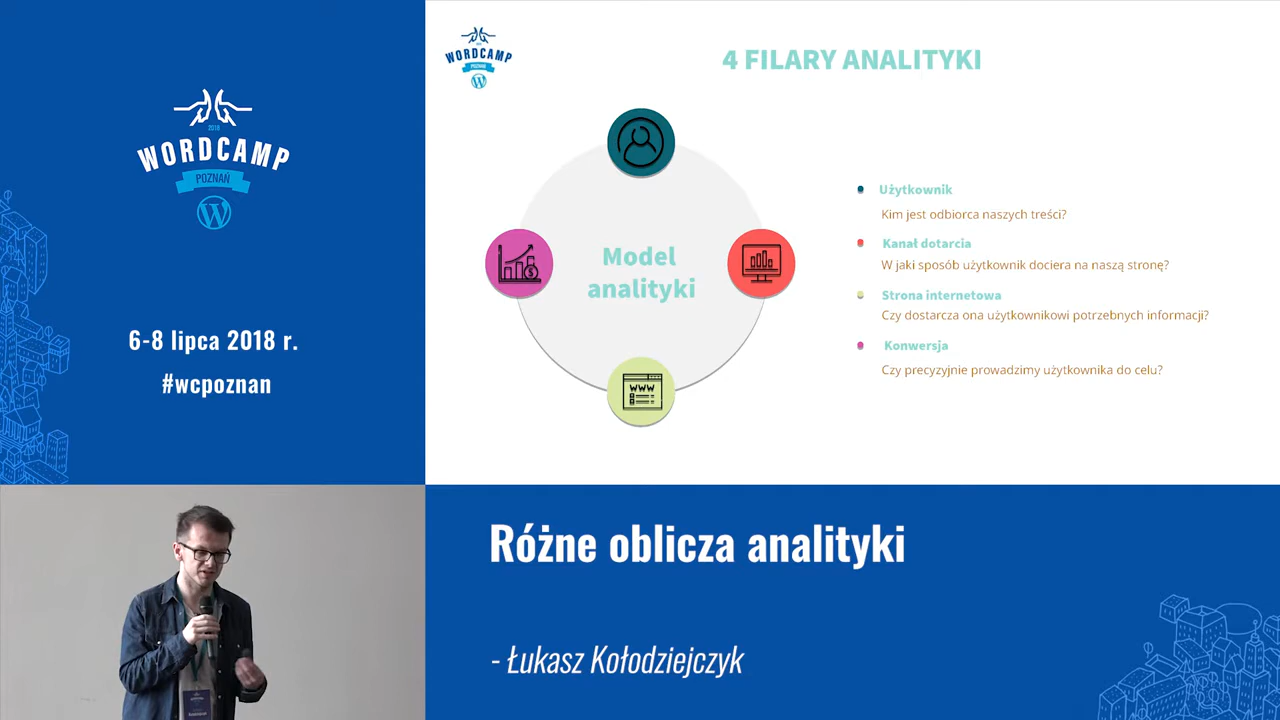 2018
WORDCAMP
POZNAŃ
6-8 lipca 2018 r.
#wcpoznan
WORDCAMP
POZNAŃ
4 FILARY ANALITYKI
Model
analityki
WWW
Użytkownik
Kim jest odbiorca naszych treści?
Kanał dotarcia
W jaki sposób użytkownik dociera na naszą stronę?
Strona internetowa
Czy dostarcza ona użytkownikowi potrzebnych informacji?
Konwersja
Czy precyzyjnie prowadzimy użytkownika do celu?
Różne oblicza analityki
- Łukasz Kołodziejczyk